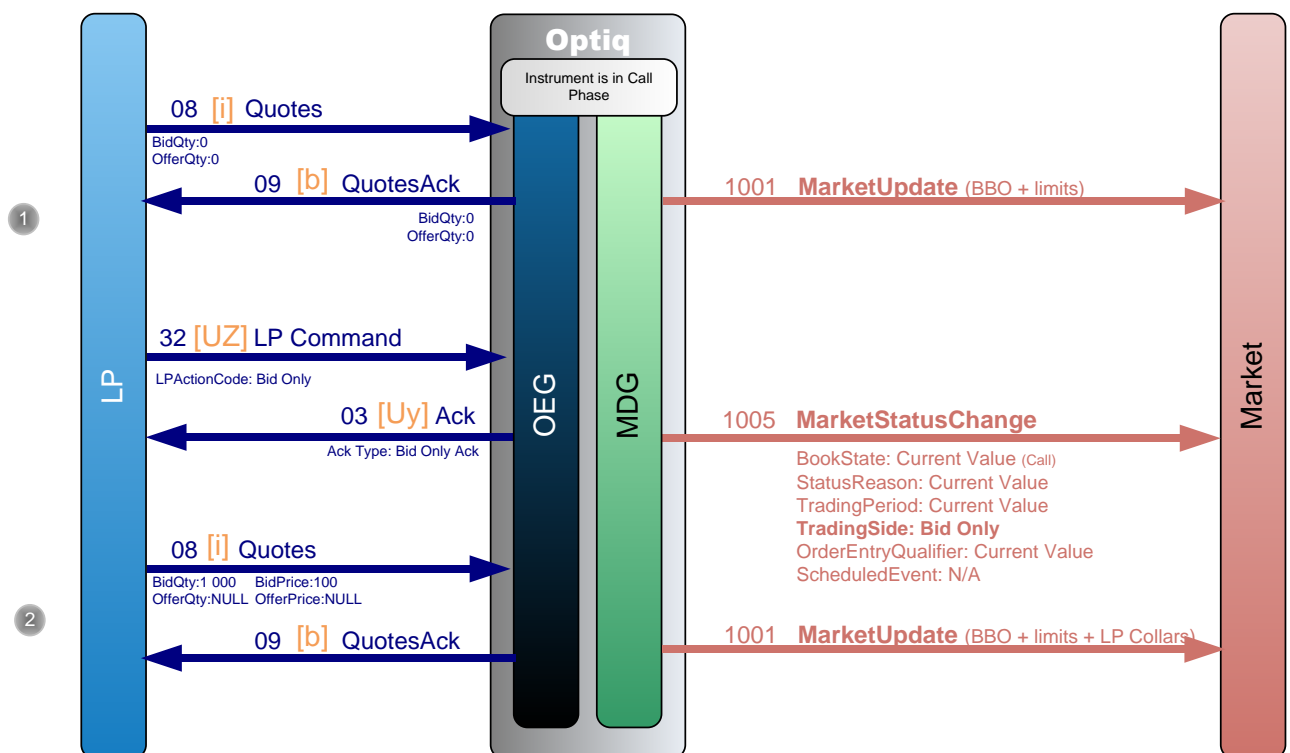 Optiq
Instrument is in Call
Phase
08 [i] Quotes
BidQty:0
OfferQty:0
09 [b] QuotesAck
BidQty:0
OfferQty:0
1001 MarketUpdate (BBO + limits)
1
32 [UZ] LP Command
LPActionCode: Bid Only
LP
OEG
MDG
Market
03 [Uy] Ack
Ack Type: Bid Only Ack
1005 MarketStatusChange
BookState: Current Value (Call)
StatusReason: Current Value
TradingPeriod: Current Value
TradingSide: Bid Only
OrderEntryQualifier: Current Value
ScheduledEvent: N/A
08 [i] Quotes
BidQty:1 000 BidPrice:100
OfferQty:NULL OfferPrice:NULL
2
09 [b] QuotesAck
1001 MarketUpdate (BBO + limits + LP Collars)